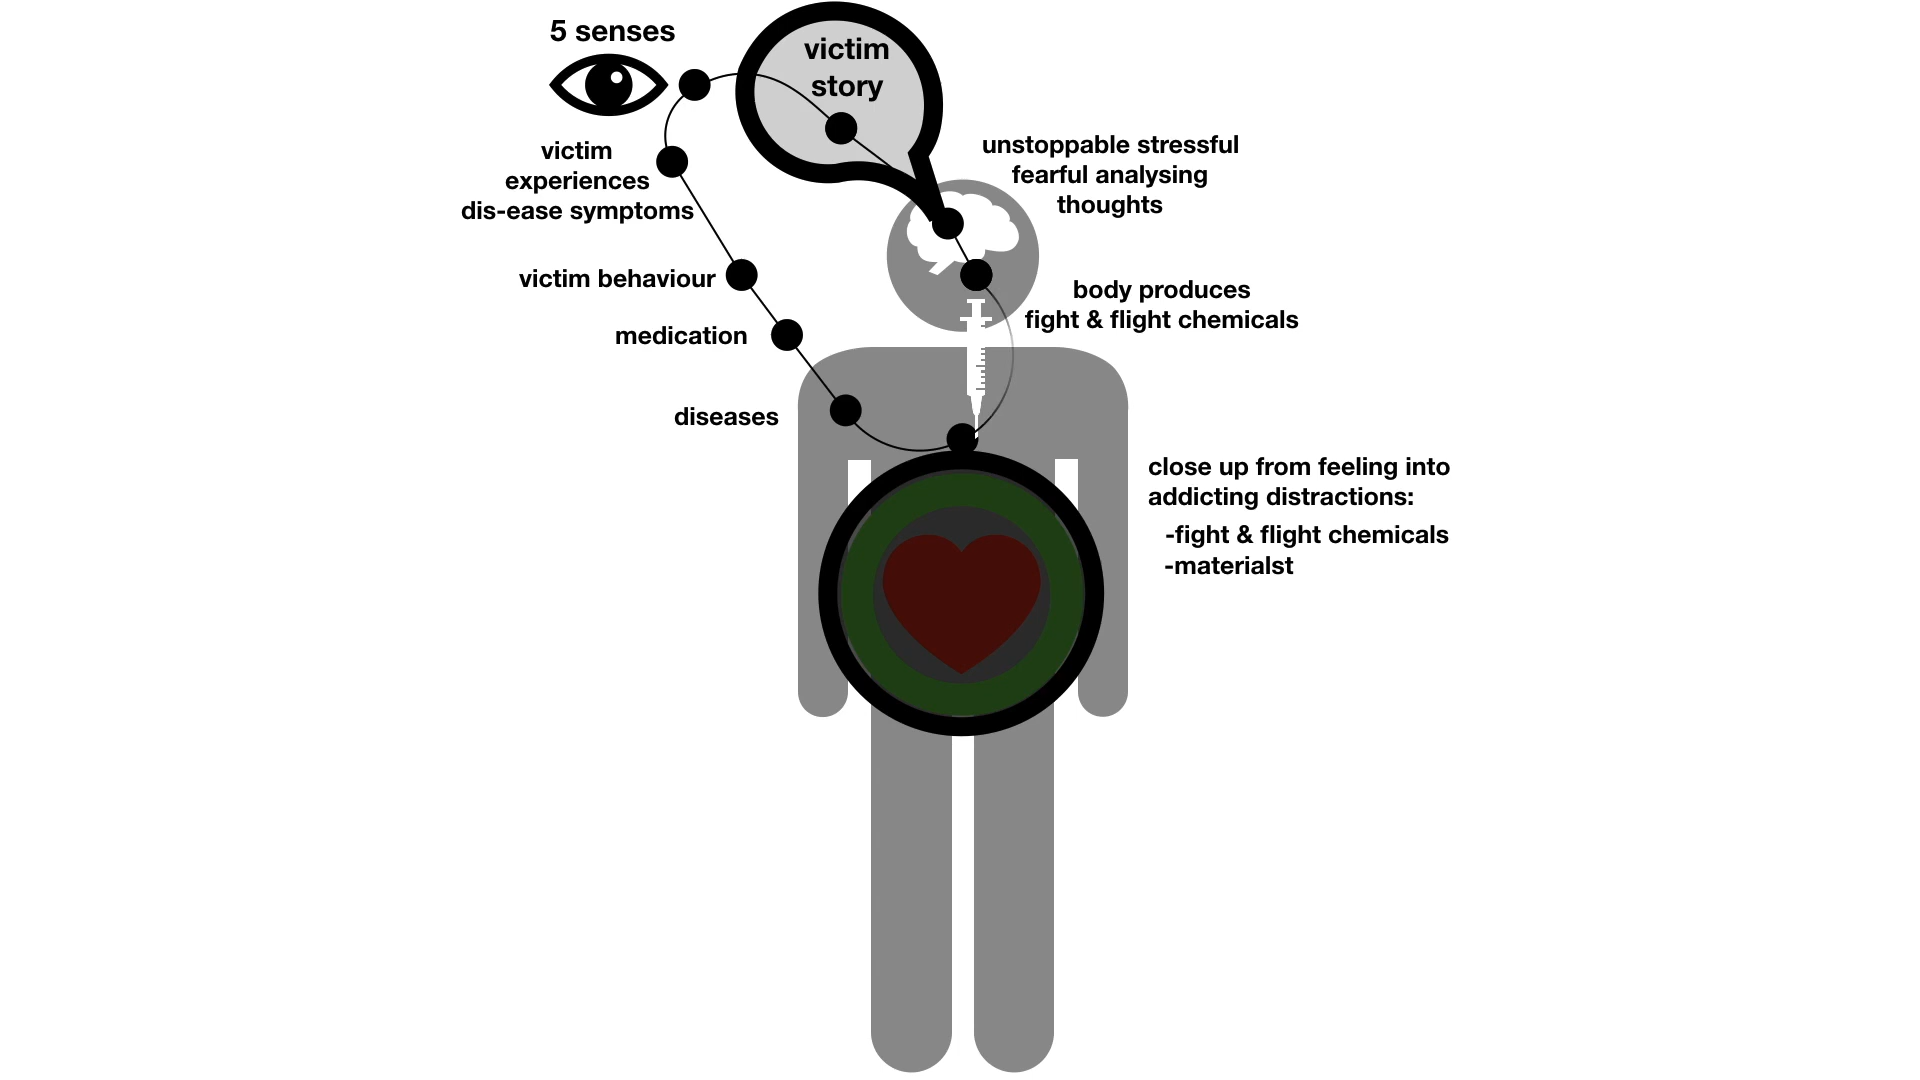 5 senses
victim
story
unstoppable stressful
fearful analysing
thoughts
victim
experiences
dis-ease symptoms
victim behaviour
body produces
fight & flight chemicals
medication
diseases
close up from feeling into
addicting distractions:
-fight & flight chemicals
-materialst